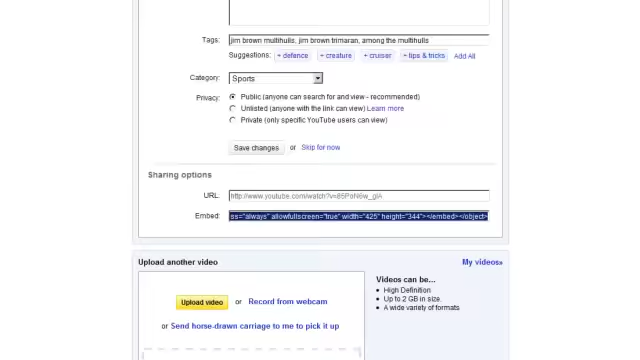 Tags: jim brown multihulls, jim brown trimaran, among the multihulls
Suggestions: + defence + creature + cruiser + tips & tricks Add All
Category: Sports
Privacy: Public (anyone can search for and view - recommended)
Unlisted (anyone with the link can view) Learn more
Private (only specific YouTube users can view)
Save changes or Skip for now
Sharing options
URL: http://www.youtube.com/watch?v=85PoN6w_gIA
Embed: ss="always" allowfullscreen="true" width="425" height="344"></embed></object>
Upload another video My videos»
Upload video or Record from webcam
or Send horse-drawn carriage to me to pick it up
Videos can be...
• High Definition
• Up to 2 GB in size.
• A wide variety of formats